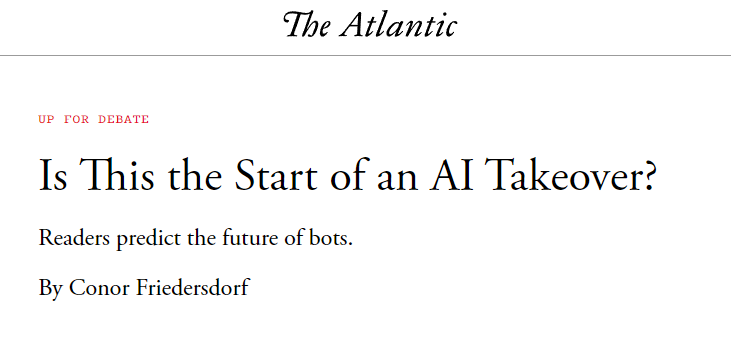 The Atlantic
UP FOR DEBATE
Is This the Start of an AI Takeover?
Readers predict the future of bots.
By Conor Friedersdorf